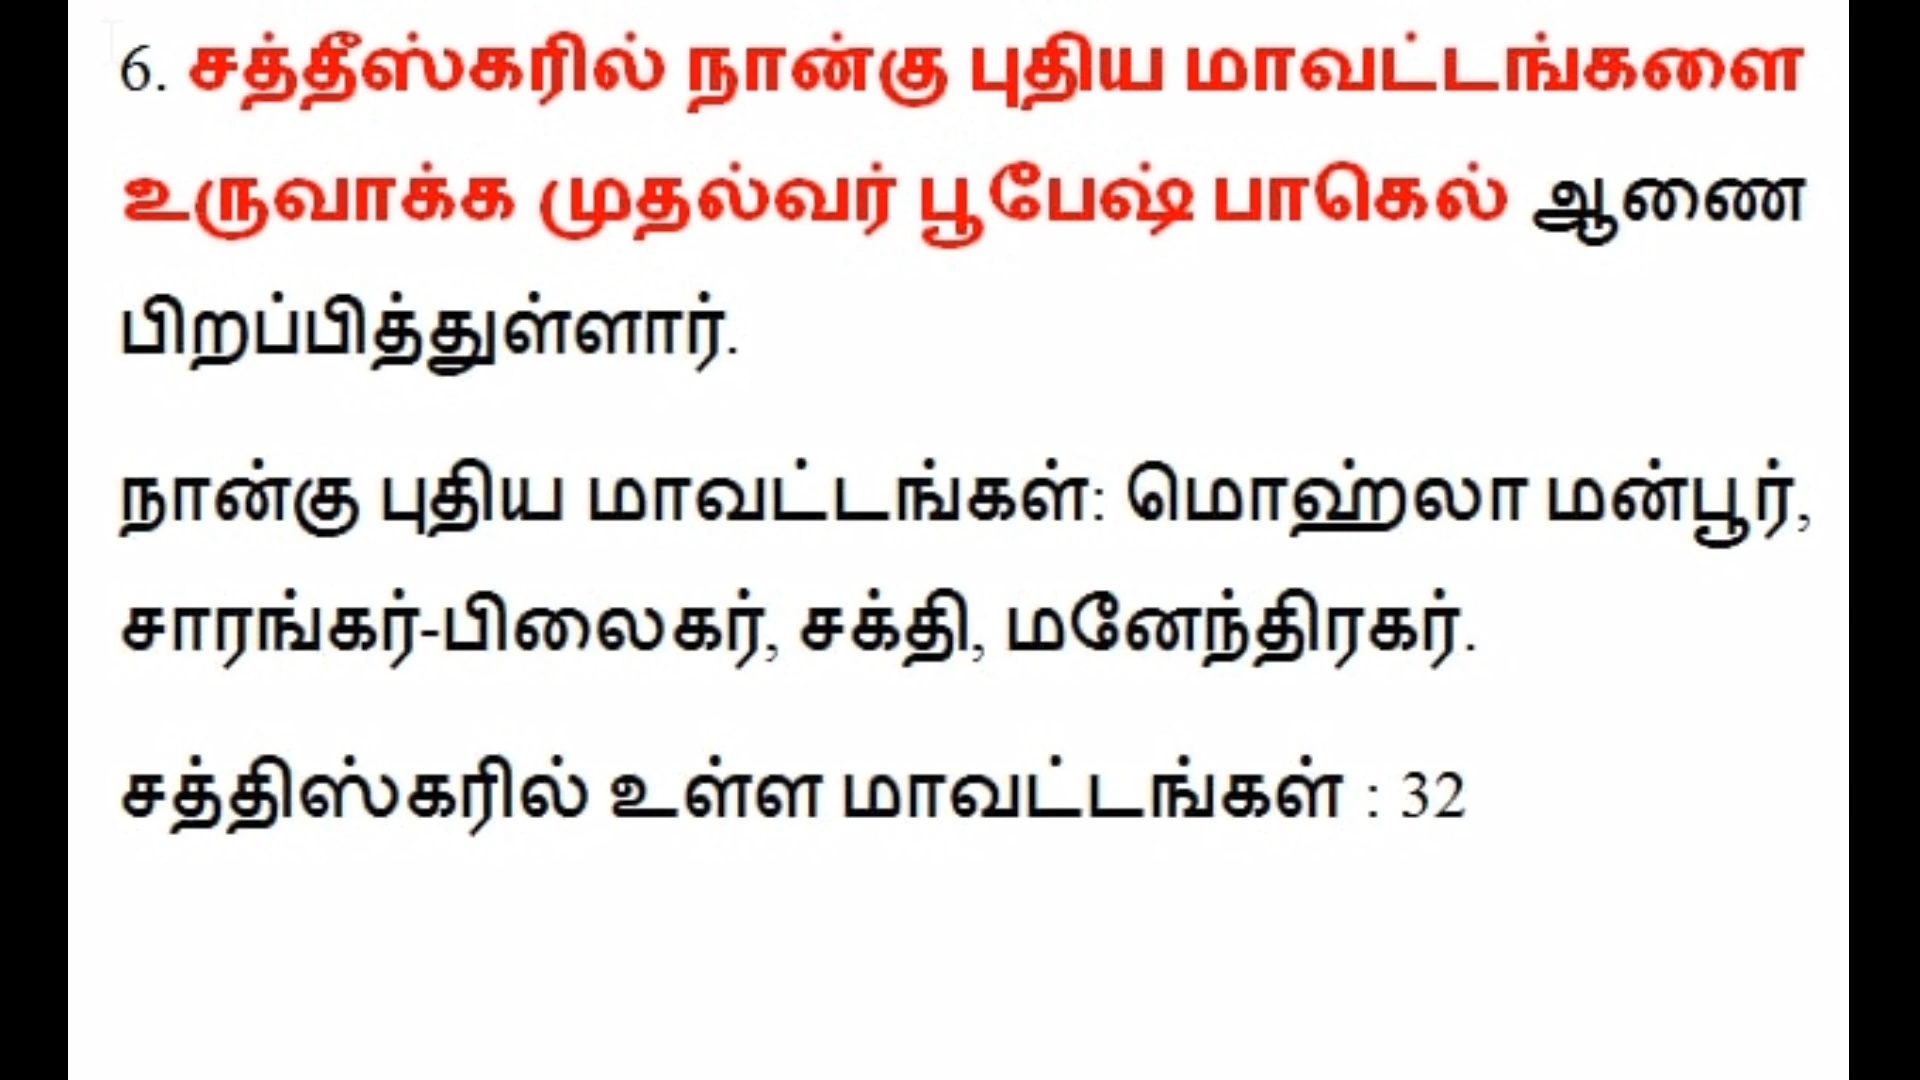 6. சத்தீஸ்கரில் நான்கு புதிய மாவட்டங்களை
உருவாக்க முதல்வர் பூபேஷ் பாகெல் ஆணை
பிறப்பித்துள்ளார்.
நான்கு புதிய மாவட்டங்கள்: மொஹ்லா மன்பூர்,
சாரங்கர்-பிலைகர், சக்தி, மனேந்திரகர்.
சத்திஸ்கரில் உள்ள மாவட்டங்கள் : 32